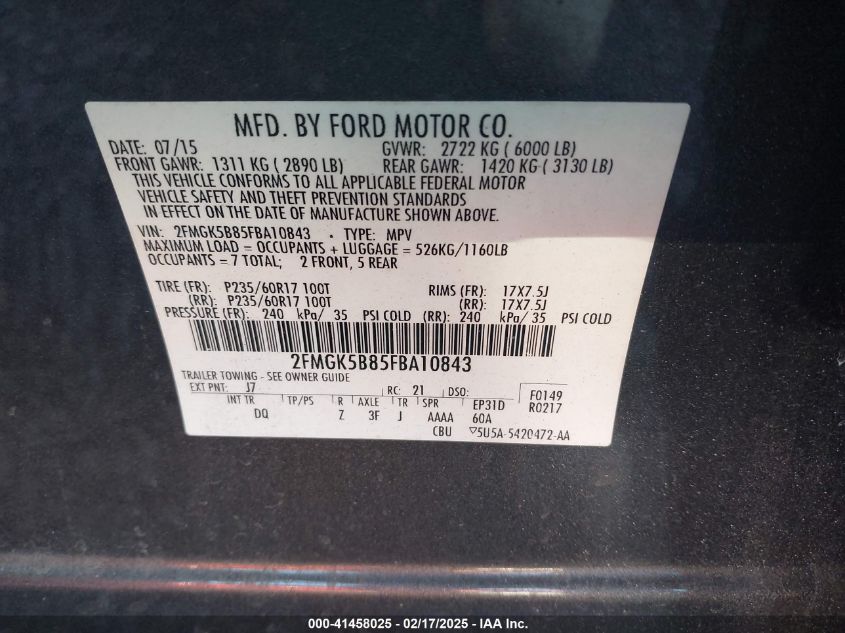 MFD. BY FORD MOTOR CO.
DATE: 07/15 GVWR: 2722 KG ( 6000 LB)
FRONT GAWR: 1311 KG ( 2890 LB) REAR GAWR: 1420 KG ( 3130 LB)
THIS VEHICLE CONFORMS TO ALL APPLICABLE FEDERAL MOTOR
VEHICLE SAFETY AND THEFT PREVENTION STANDARDS
IN EFFECT ON THE DATE OF MANUFACTURE SHOWN ABOVE.
VIN: 2FMGK5B85FBA10843 · TYPE: MPV
MAXIMUM LOAD = OCCUPANTS + LUGGAGE = 526KG/1160LB
OCCUPANTS = 7 TOTAL; 2 FRONT, 5 REAR
TIRE (FR): P235/60R17 100T RIMS (FR): 17X7.5J
(RR): P235/60R17 100T (RR): 17X7.5J
PRESSURE (FR): 240 kPa/ 35 PSI COLD (RR): 240 kPa/ 35 PSI COLD
2FMGK5B85FBA10843
TRAILER TOWING - SEE OWNER GUIDE
EXT PNT: J7 RC: 21 DSO: F0149
INT TR TP/PS R AXLE TR SPR EP31D R0217
DQ Z 3F J AAAA 60A
CBU ▽5U5A-5420472-AA
000-41458025 - 02/17/2025 - IAA Inc.